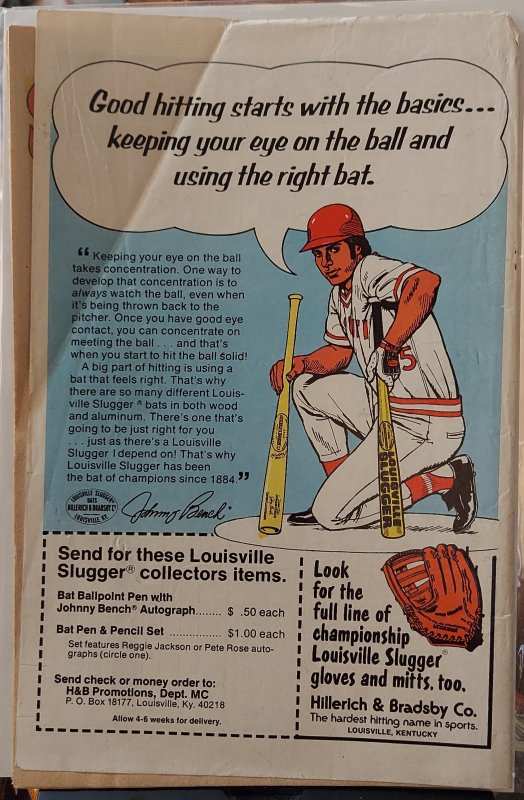 Good hitting starts with the basics...
keeping your eye on the ball and
using the right bat.
“ Keeping your eye on the ball
takes concentration. One way to
develop that concentration is to
always watch the ball, even when
it's being thrown back to the
pitcher. Once you have good eye
contact, you can concentrate on
meeting the ball . . . and that's
when you start to hit the ball solid!
A big part of hitting is using a
bat that feels right. That's why
there are so many different Louis-
ville Slugger® bats in both wood
and aluminum. There's one that's
going to be just right for you
. . . just as there's a Louisville
Slugger I depend on! That's why
Louisville Slugger has been
the bat of champions since 1884.”
LOUISVILLE SLUGGER®
BATS
HILLERICH & BRADSBY Cº
LOUISVILLE, KY
Johnny Bench®
5
LOUISVILLE
SLUGGER
Send for these Louisville
Slugger® collectors items.
Bat Ballpoint Pen with
Johnny Bench® Autograph........ $ .50 each
Bat Pen & Pencil Set ................ $1.00 each
Set features Reggie Jackson or Pete Rose auto-
graphs (circle one).
Send check or money order to:
H&B Promotions, Dept. MC
P. O. Box 18177, Louisville, Ky. 40218
Allow 4-6 weeks for delivery.
Look
for the
full line of
championship
Louisville Slugger®
gloves and mitts, too.
Hillerich & Bradsby Co.
The hardest hitting name in sports.
LOUISVILLE, KENTUCKY